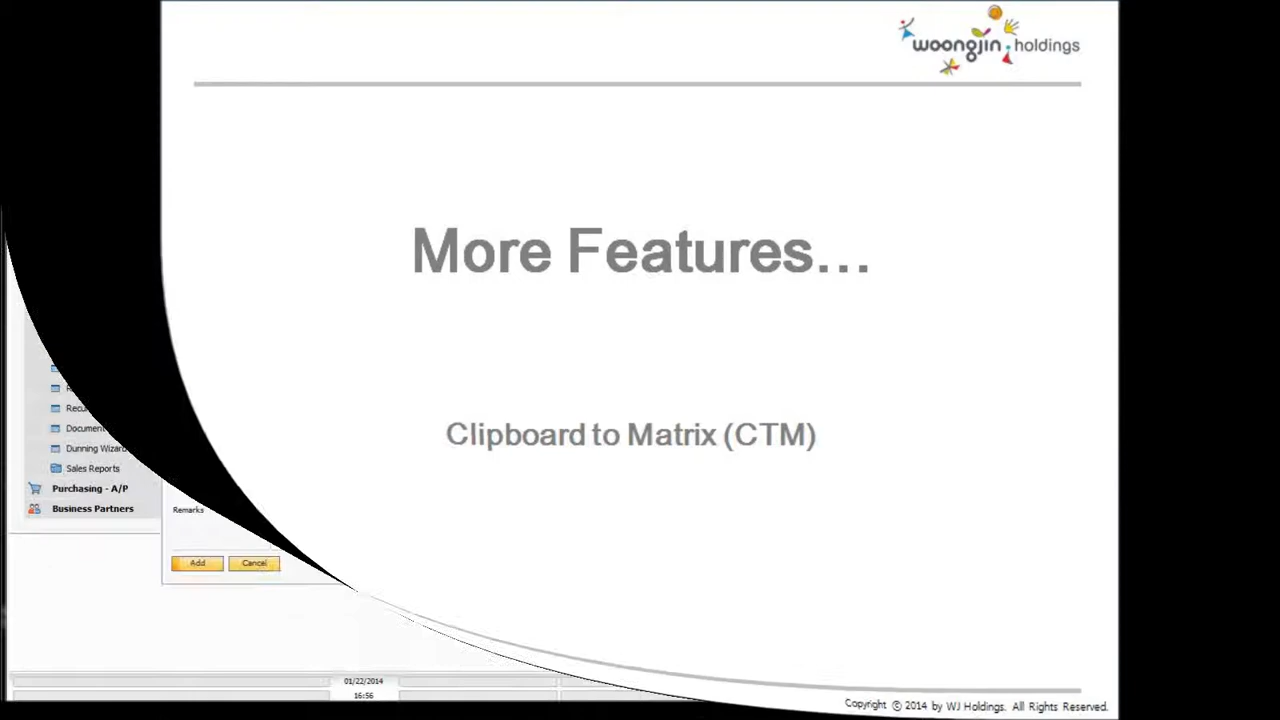 woongjin holdings
More Features...
Clipboard to Matrix (CTM)
Document
Dunning Wizard
Sales Reports
Purchasing - A/P
Business Partners
Remarks
Add
Cancel
01/22/2014
16:56
Copyright © 2014 by WJ Holdings. All Rights Reserved.